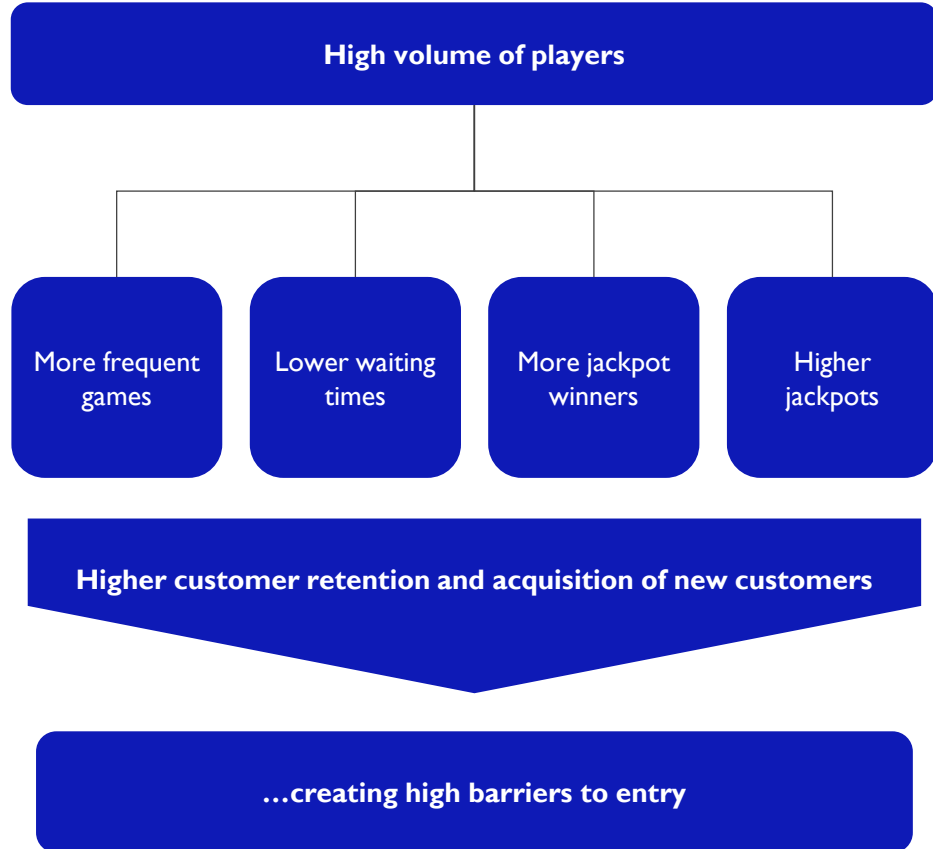 High volume of players
More frequent
games
Lower waiting
times
More jackpot
winners
Higher
jackpots
Higher customer retention and acquisition of new customers
…creating high barriers to entry